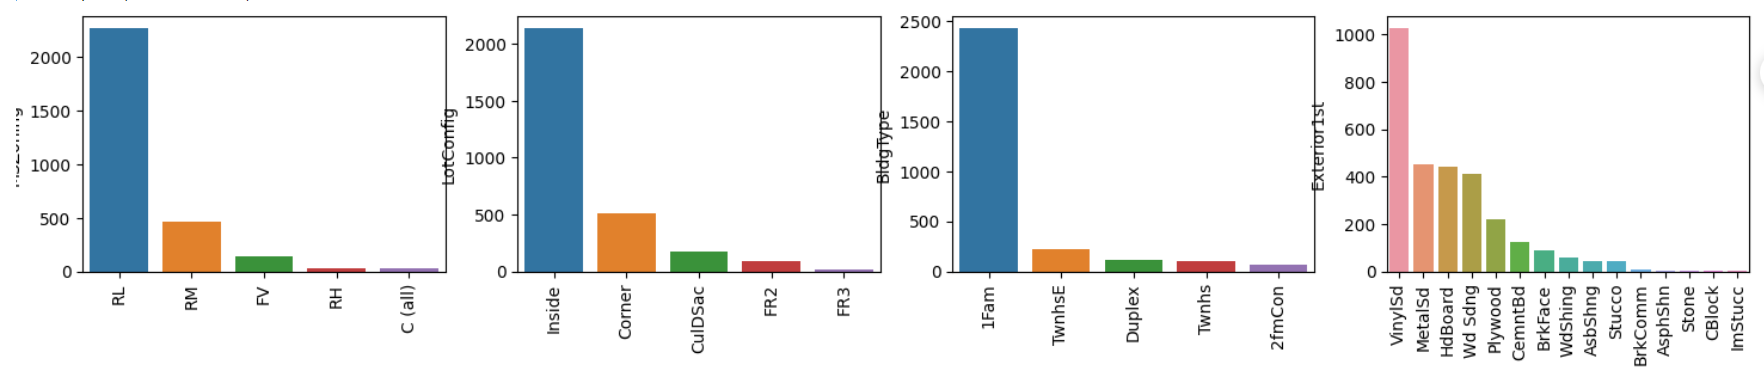 2000
1500
1000
500
0
RL
RM
FV
RH
C (all)
LotConfig
2000
1500
1000
500
0
Inside
Corner
CulDSac
FR2
FR3
BldgType
2500
2000
1500
1000
500
0
1Fam
TwnhsE
Duplex
Twnhs
2fmCon
Exterior1st
1000
800
600
400
200
0
VinylSd
MetalSd
HdBoard
Wd Sdng
Plywood
CemntBd
BrkFace
WdShing
AsbShng
Stucco
BrkComm
AsphShn
Stone
CBlock
ImStucc